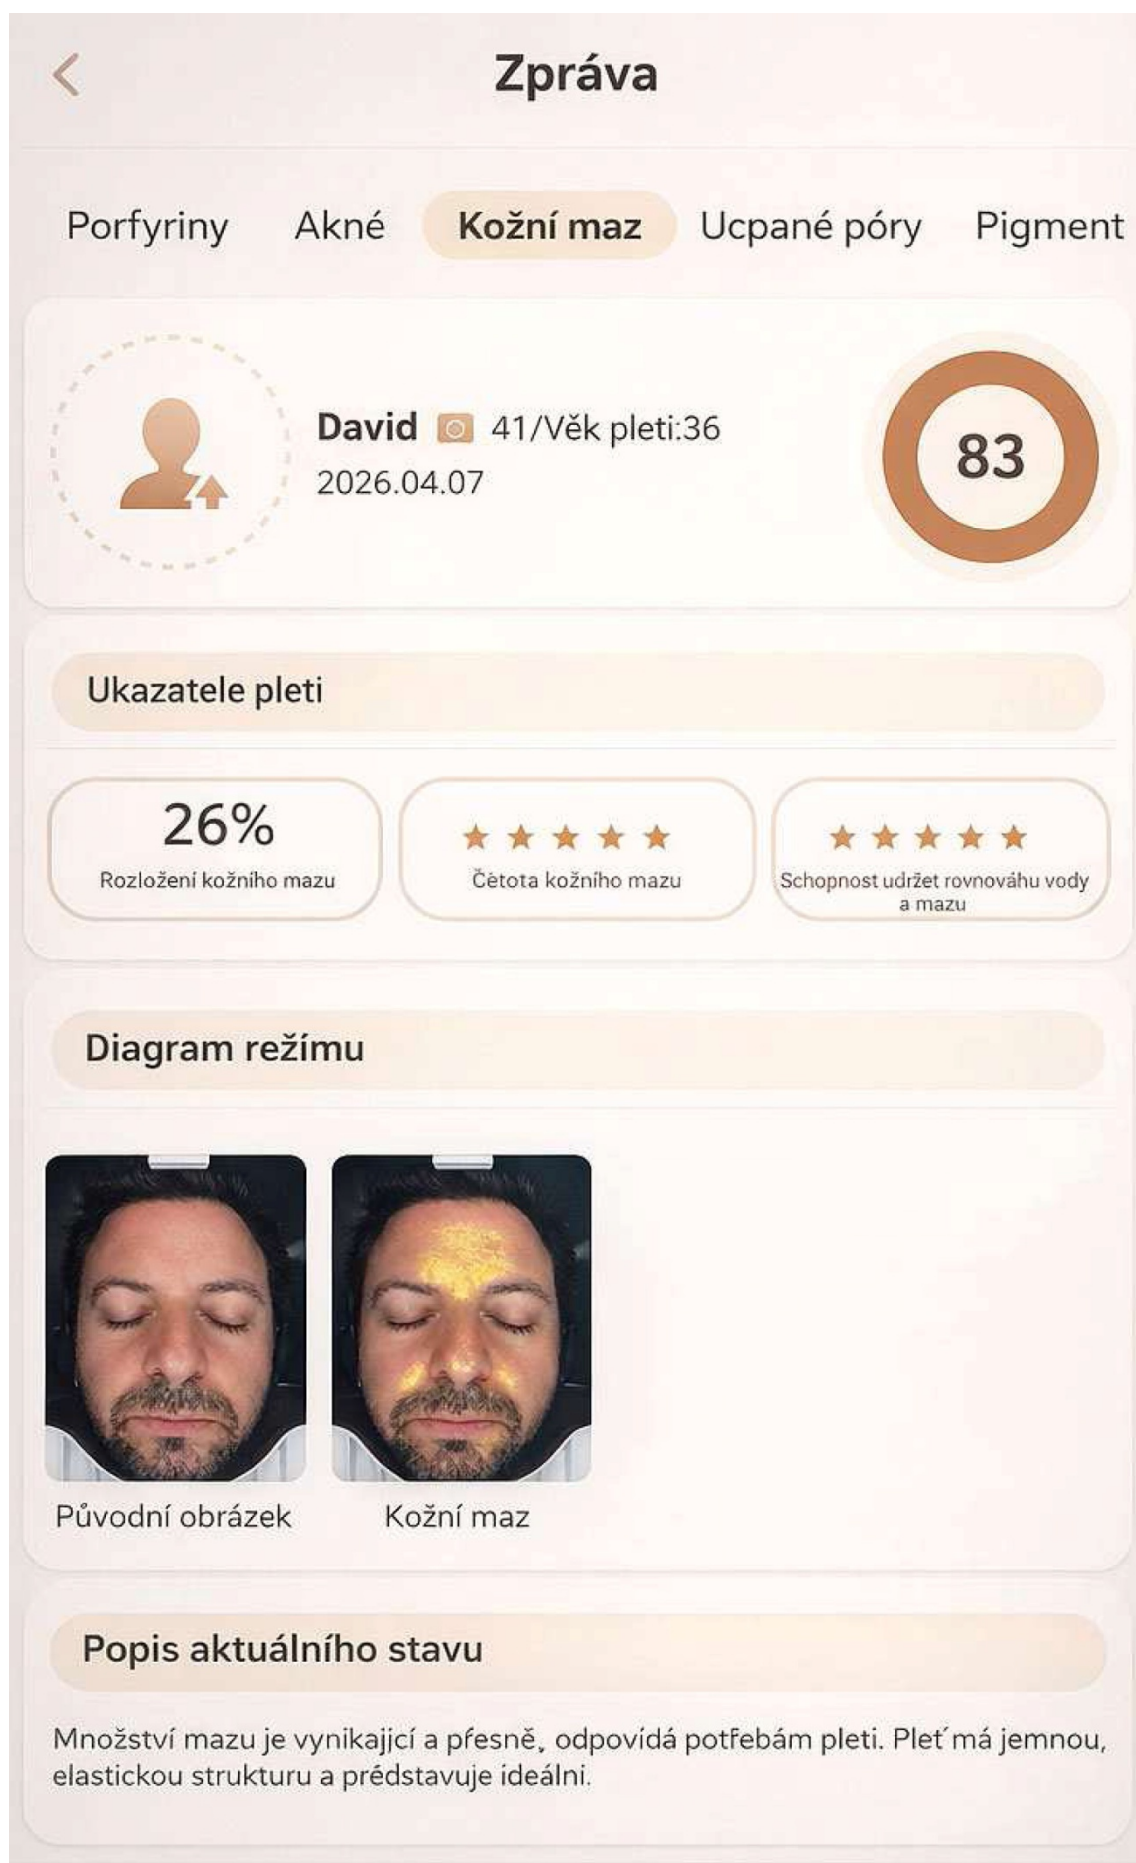 Zpráva
Porfyriny Akné Kožní maz Ucpané póry Pigment
David 41/Věk pleti:36
2026.04.07
83
Ukazatele pleti
26%
Rozložení kožního mazu
Četota kožního mazu
Schopnost udržet rovnováhu vody
a mazu
Diagram režímu
Původní obrázek
Kožní maz
Popis aktuálního stavu
Množství mazu je vynikající a přesně, odpovídá potřebám pleti. Pleť má jemnou,
elastickou strukturu a prédstavuje ideální.